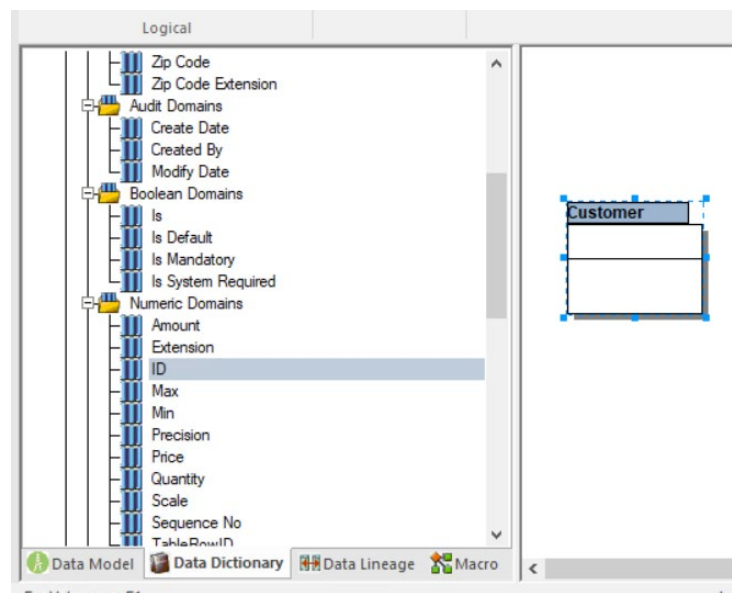 Logical
Zip Code
Zip Code Extension
Audit Domains
Create Date
Created By
Modify Date
Boolean Domains
Is
Is Default
Is Mandatory
Is System Required
Numeric Domains
Amount
Extension
ID
Max
Min
Precision
Price
Quantity
Scale
Sequence No
TableRowID
Data Model Data Dictionary Data Lineage Macro
Customer